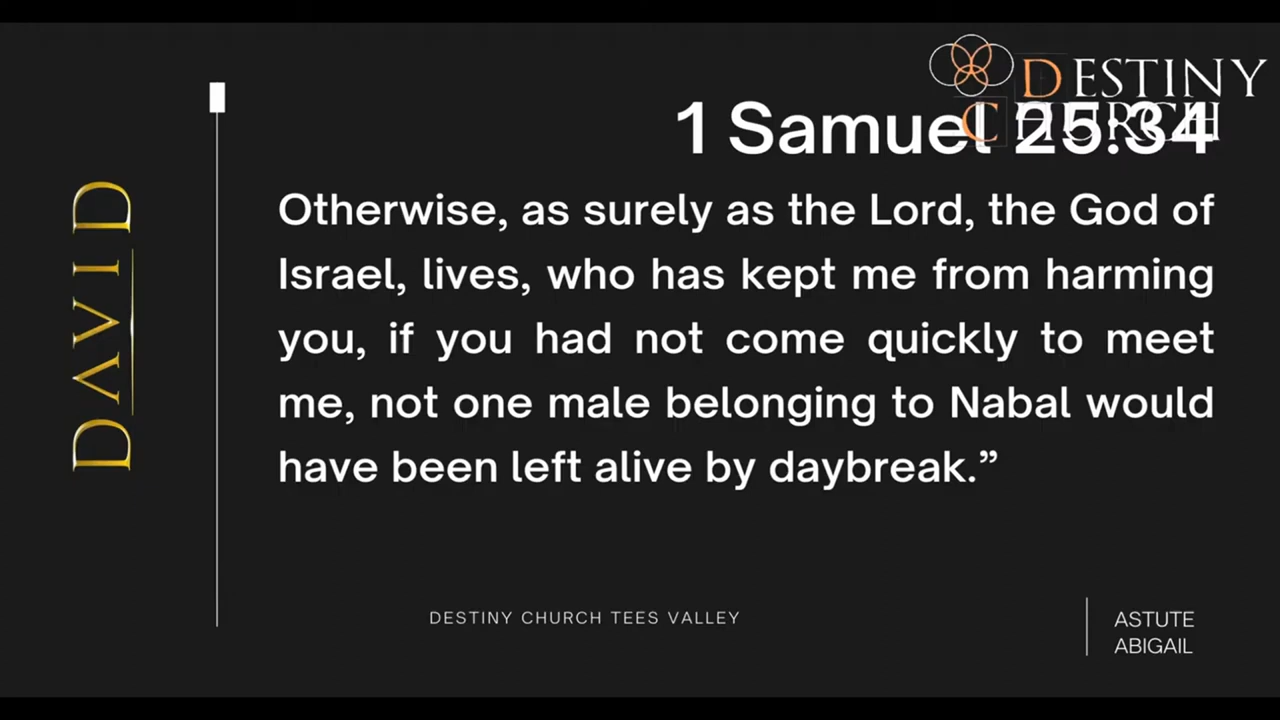 DESTINY
CHURCH
1 Samuel 25:34
DAVID
Otherwise, as surely as the Lord, the God of
Israel, lives, who has kept me from harming
you, if you had not come quickly to meet
me, not one male belonging to Nabal would
have been left alive by daybreak.”
DESTINY CHURCH TEES VALLEY
ASTUTE
ABIGAIL